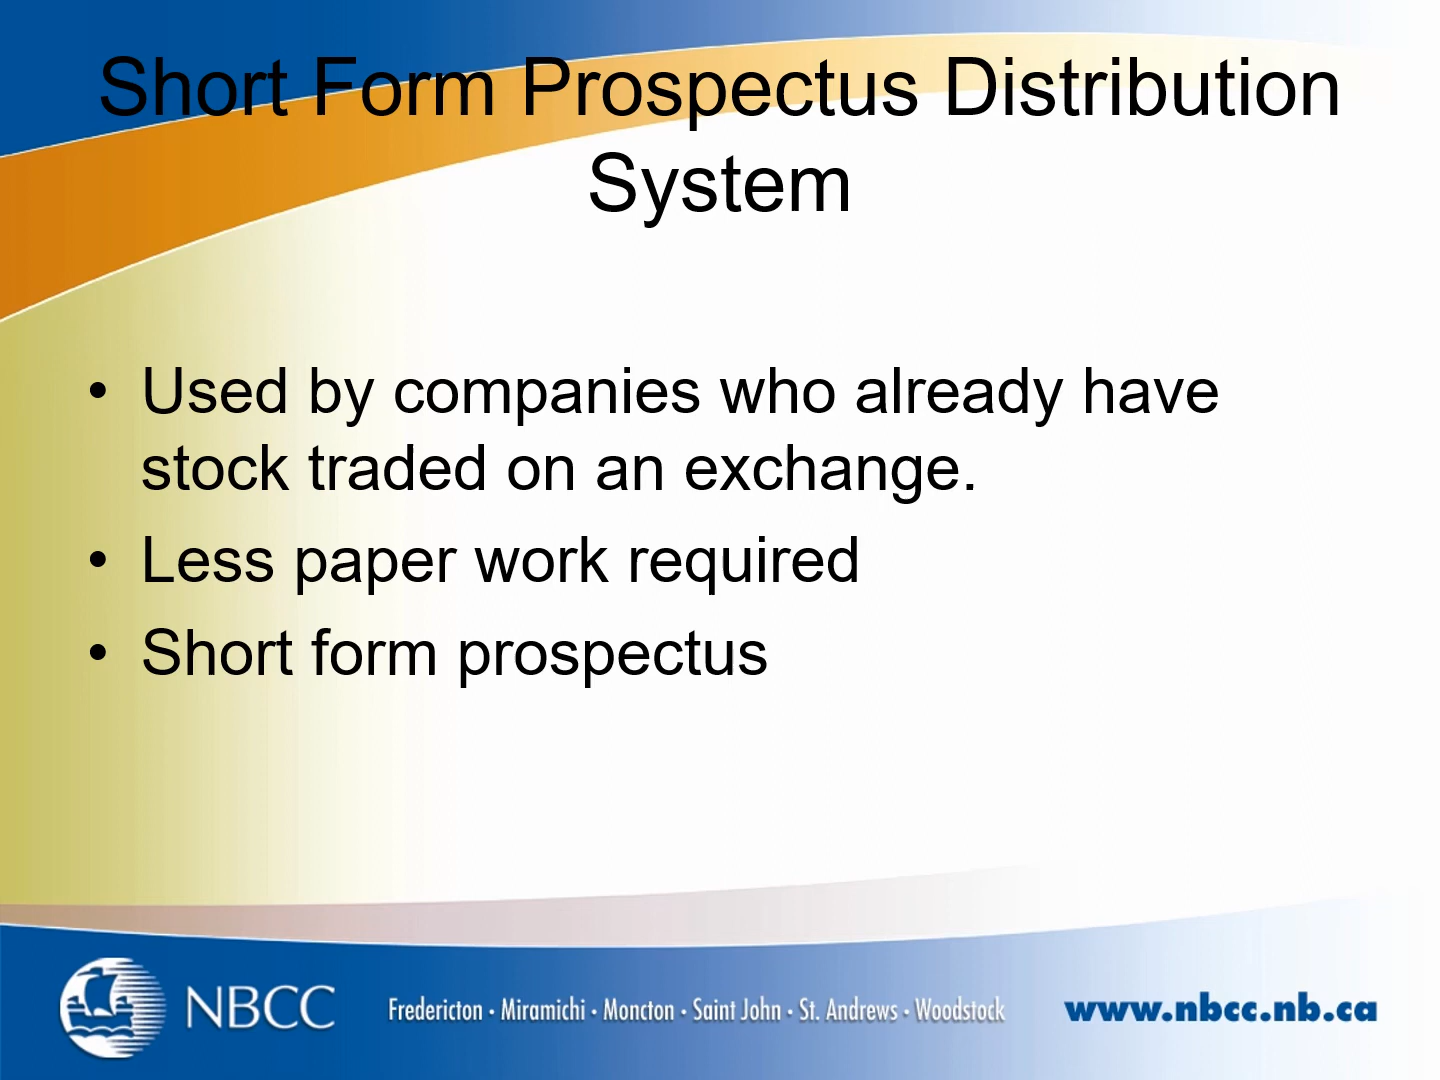 Short Form Prospectus Distribution
System
• Used by companies who already have
stock traded on an exchange.
• Less paper work required
• Short form prospectus
NBCC
Fredericton • Miramichi • Moncton • Saint John • St. Andrews • Woodstock
www.nbcc.nb.ca